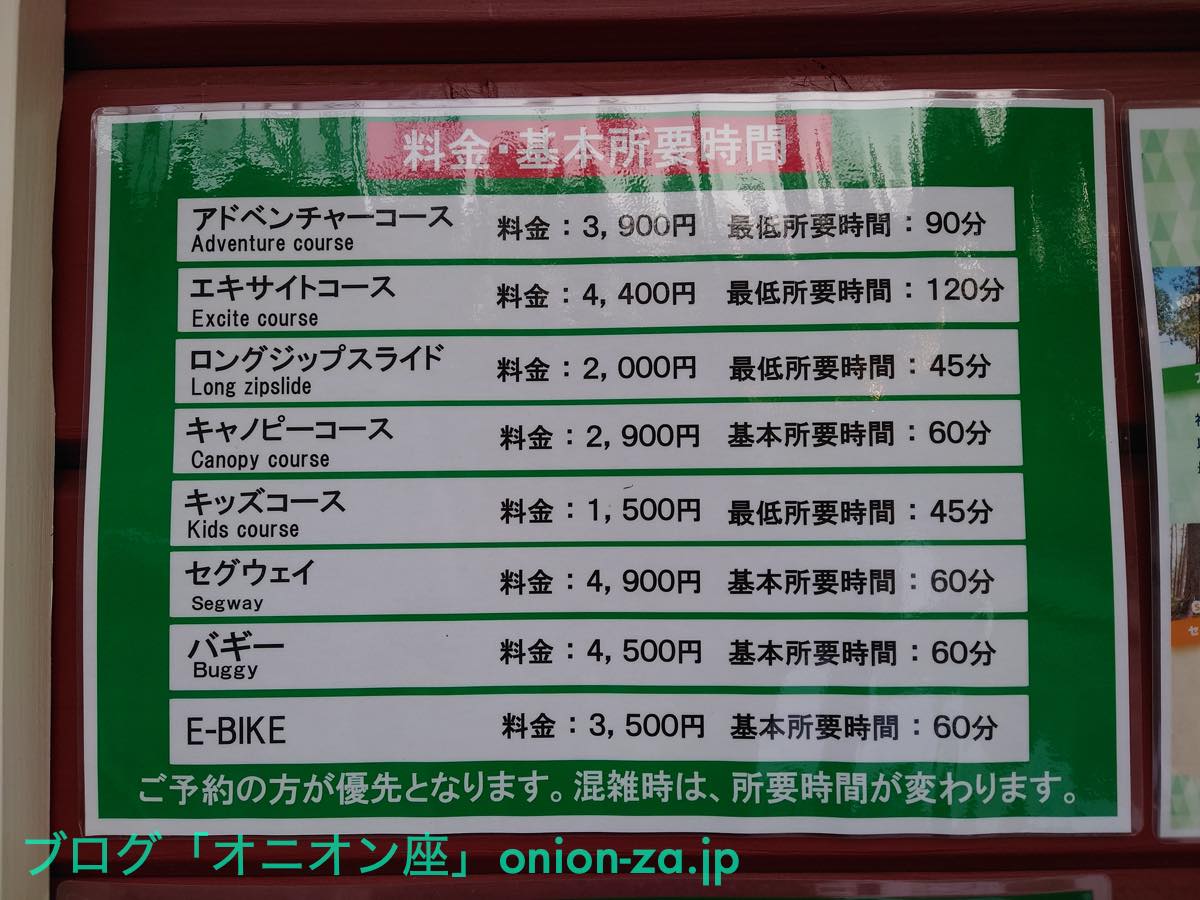 料金・基本所要時間
アドベンチャーコース 料金：3,900円 最低所要時間：90分
Adventure course
エキサイトコース 料金：4,400円 最低所要時間：120分
Excite course
ロングジップスライド 料金：2,000円 最低所要時間：45分
Long zipslide
キャノピーコース 料金：2,900円 基本所要時間：60分
Canopy course
キッズコース 料金：1,500円 最低所要時間：45分
Kids course
セグウェイ 料金：4,900円 基本所要時間：60分
Segway
バギー 料金：4,500円 基本所要時間：60分
Buggy
E-BIKE 料金：3,500円 基本所要時間：60分
ご予約の方が優先となります。混雑時は、所要時間が変わります。
ブログ「オニオン座」onion-za.jp